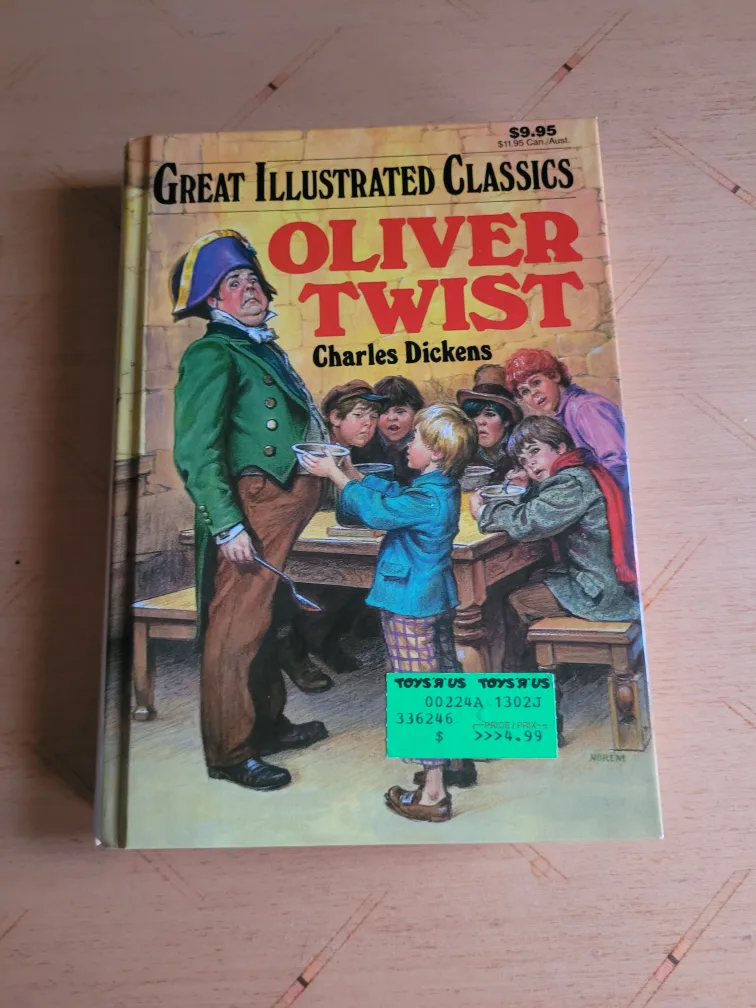 $9.95
$11.95 Can./Aust.
GREAT ILLUSTRATED CLASSICS
OLIVER
TWIST
Charles Dickens
TOYS "R" US TOYS "R" US
00224A 1302J
336246 PRICE/PRIX
$ >>>4.99
NOREM